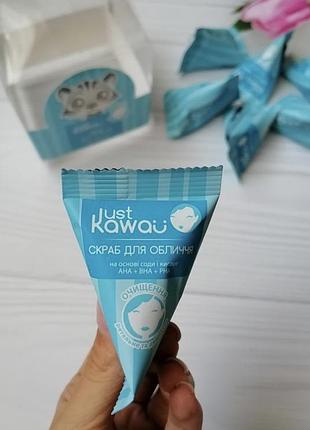 Just
Kawaii
СКРАБ ДЛЯ ОБЛИЧЧЯ
на основі соди і кислот
AHA + BHA + PHA
ОЧИЩЕННЯ